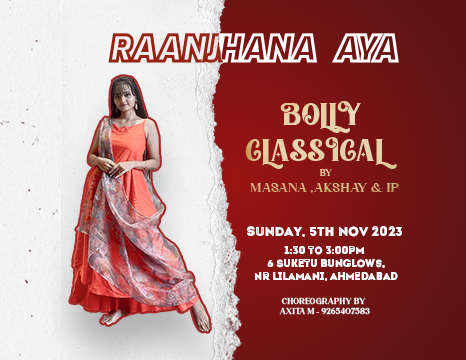 RAANJHANA AYA
BOLLY
CLASSICAL
BY
MASANA ,AKSHAY & IP
SUNDAY, 5TH NOV 2023
1:30 TO 3:00PM
6 SUKETU BUNGLOWS,
NR LILAMANI, AHMEDABAD
CHOREOGRAPHY BY
AXITA M - 9265407583